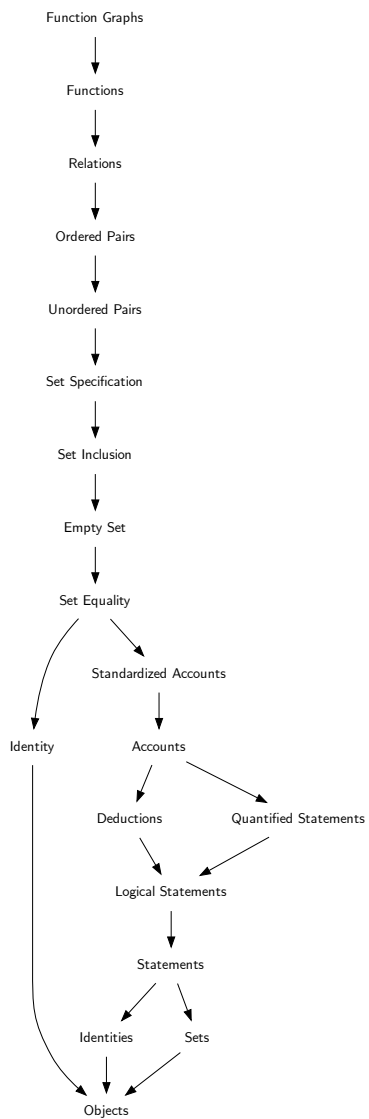 Function Graphs
Functions
Relations
Ordered Pairs
Unordered Pairs
Set Specification
Set Inclusion
Empty Set
Set Equality
Standardized Accounts
Identity
Accounts
Deductions
Quantified Statements
Logical Statements
Statements
Identities
Sets
Objects